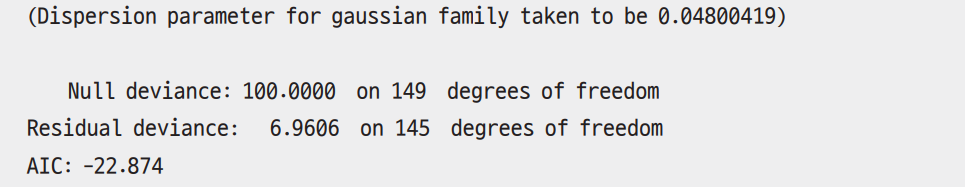 (Dispersion parameter for gaussian family taken to be 0.04800419)
Null deviance: 100.0000 on 149 degrees of freedom
Residual deviance: 6.9606 on 145 degrees of freedom
AIC: -22.874